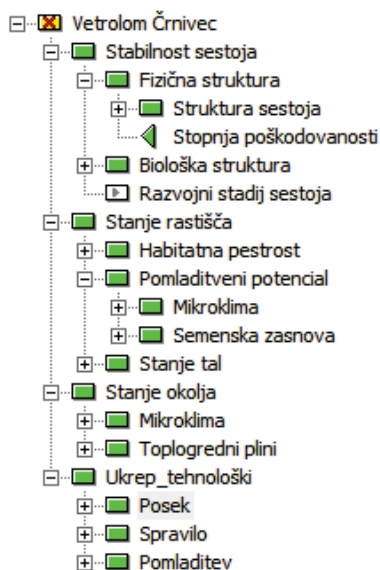 Vetrolom Črnivec
Stabilnost sestoja
Fizična struktura
Struktura sestoja
Stopnja poškodovanosti
Biološka struktura
Razvojni stadij sestoja
Stanje rastišča
Habitatna pestrost
Pomladitveni potencial
Mikroklima
Semenska zasnova
Stanje tal
Stanje okolja
Mikroklima
Toplogredni plini
Ukrep_tehnološki
Posek
Spravilo
Pomladitev